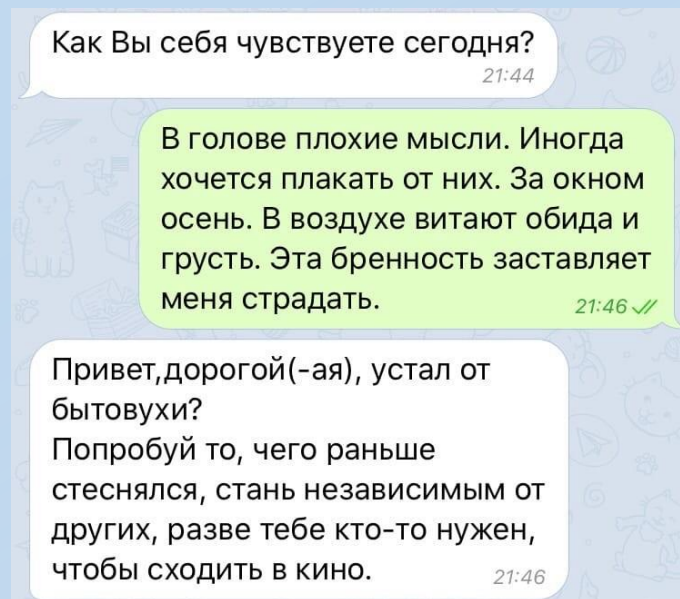 Как Вы себя чувствуете сегодня?
21:44
В голове плохие мысли. Иногда
хочется плакать от них. За окном
осень. В воздухе витают обида и
грусть. Эта бренность заставляет
меня страдать.
21:46
Привет,дорогой(-ая), устал от
бытовухи?
Попробуй то, чего раньше
стеснялся, стань независимым от
других, разве тебе кто-то нужен,
чтобы сходить в кино.
21:46